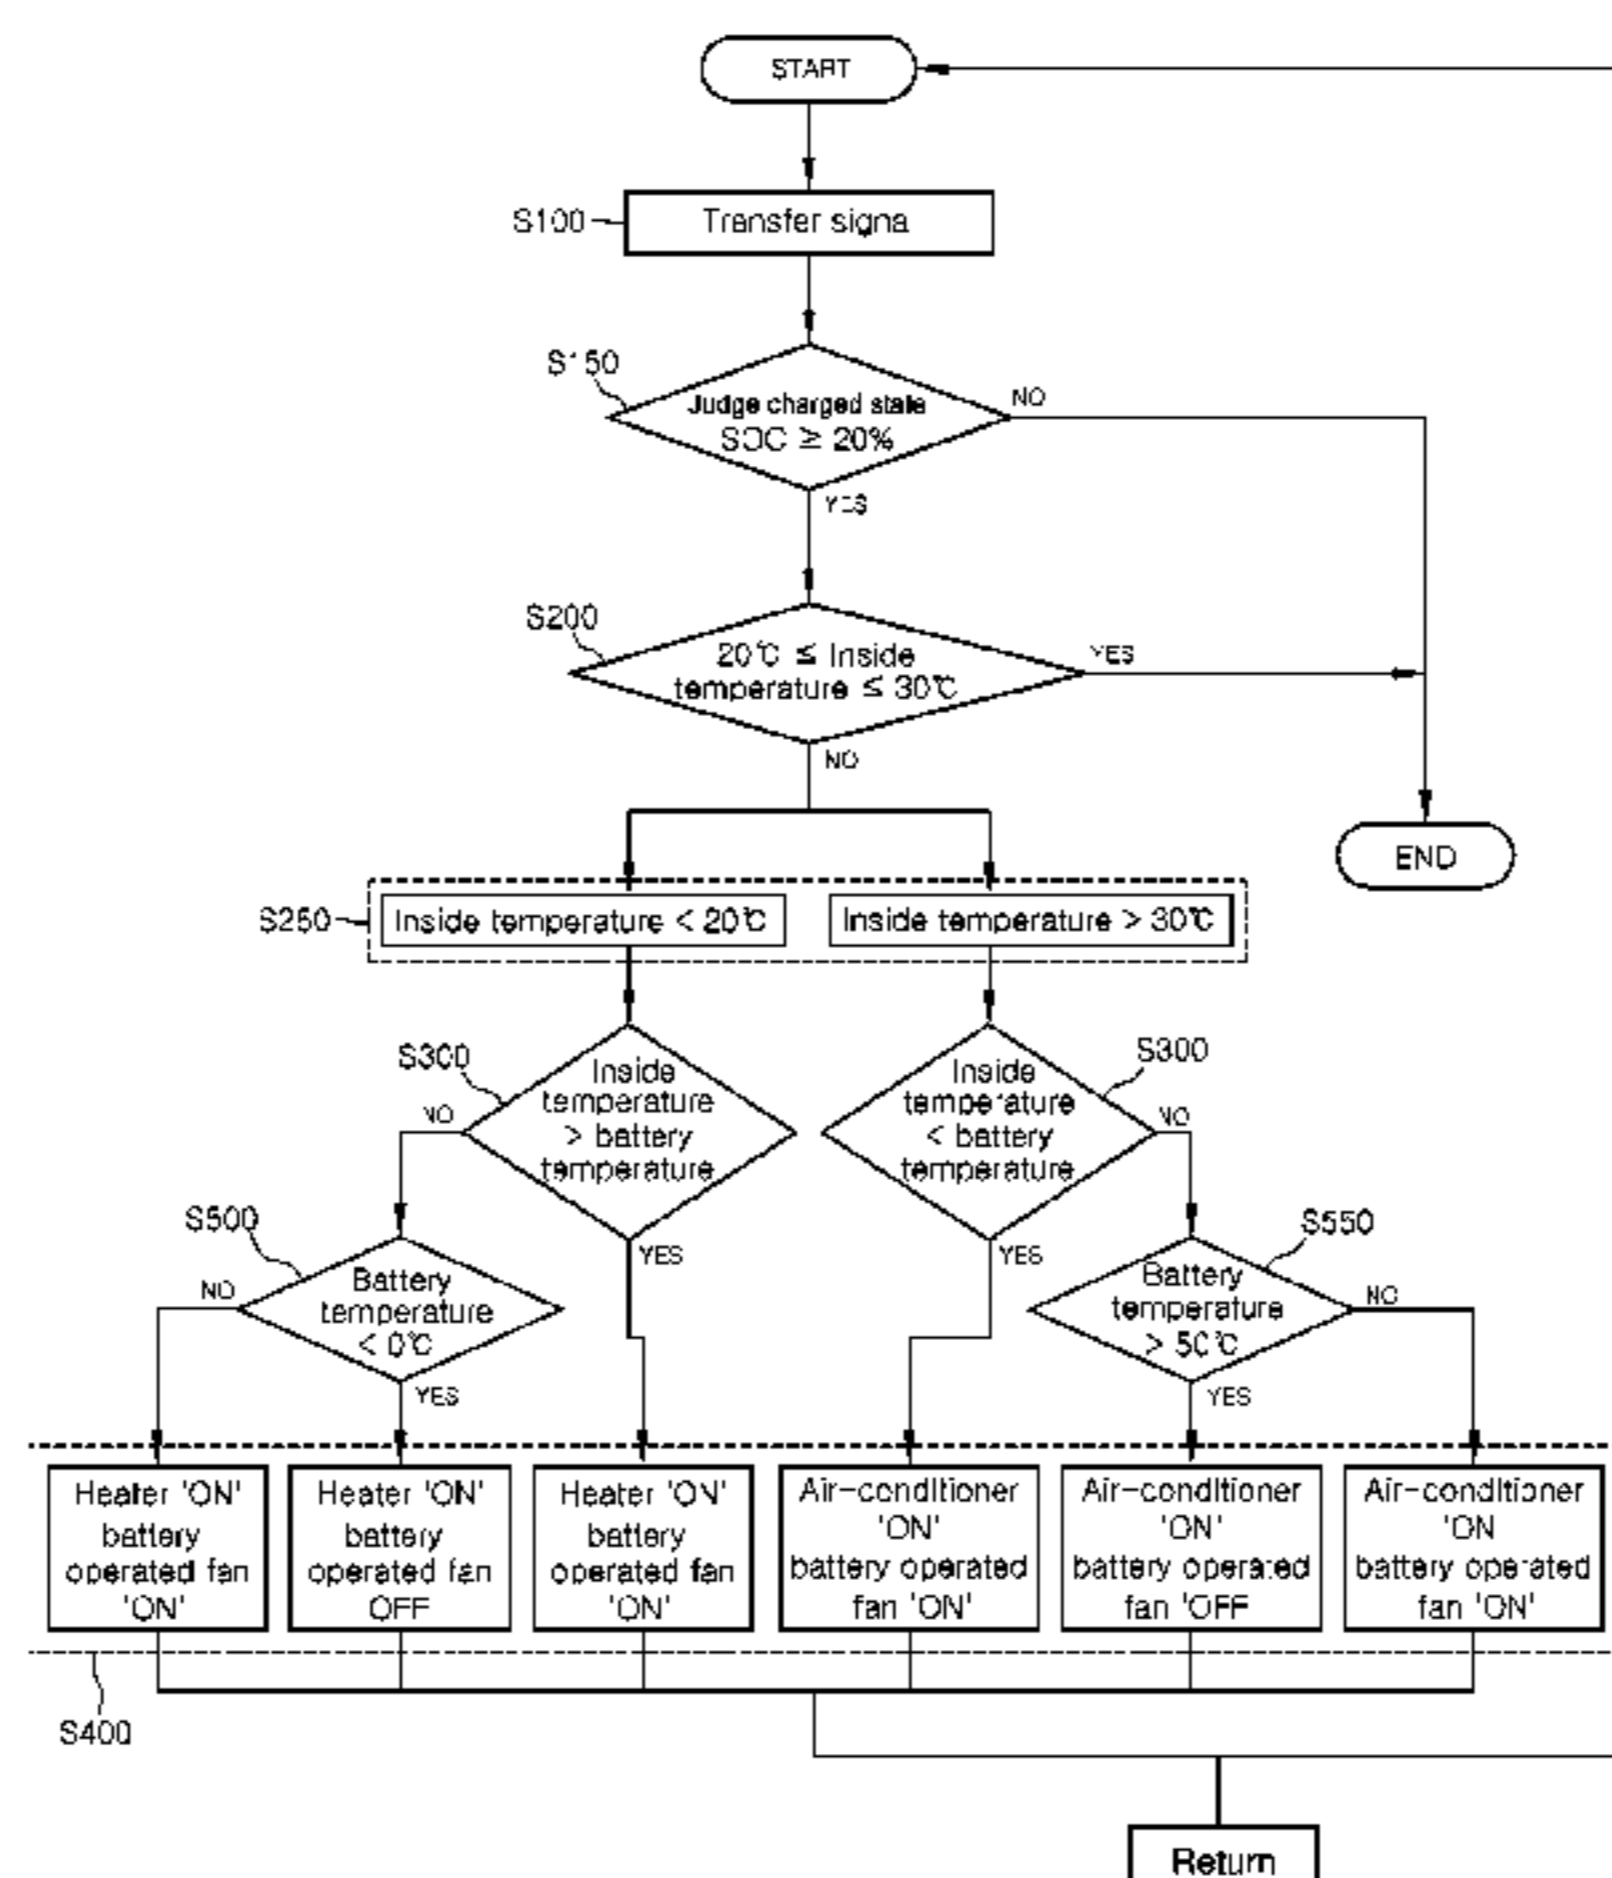 START
S100
Transfer signa
S150
Judge charged state
SOC ≥ 20%
NO
YES
S200
20℃ ≤ Inside
temperature ≤ 30℃
YES
NO
END
S250
Inside temperature < 20℃
Inside temperature > 30℃
S300
Inside
temperature
> battery
temperature
NO
YES
S300
Inside
temperature
< battery
temperature
NO
YES
S500
Battery
temperature
< 0℃
NO
YES
S550
Battery
temperature
> 50℃
NO
YES
Heater 'ON'
battery
operated fan
'ON'
Heater 'ON'
battery
operated fan
OFF
Heater 'ON'
battery
operated fan
'ON'
Air-conditioner
'ON'
battery operated
fan 'ON'
Air-conditioner
'ON'
battery operated
fan 'OFF
Air-conditioner
'ON
battery operated
fan 'ON'
S400
Return